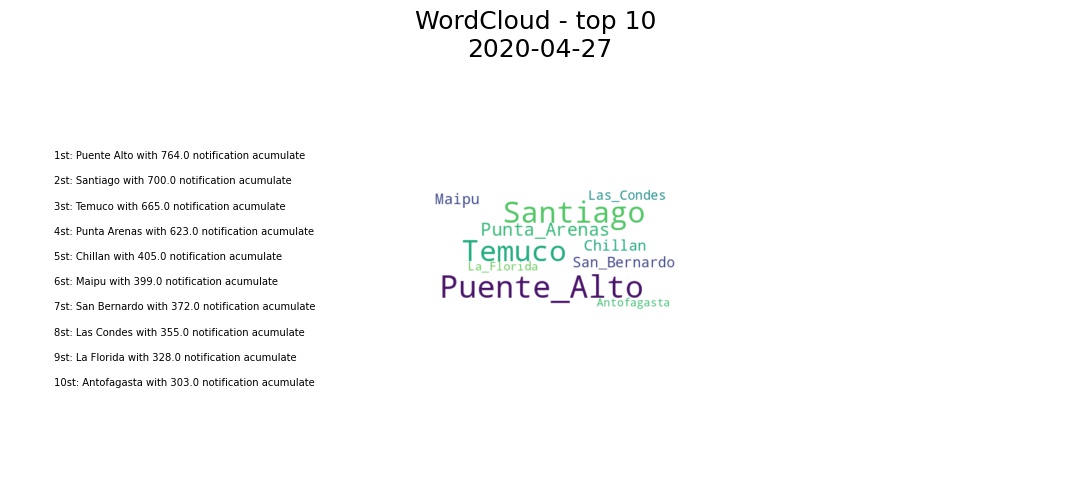 WordCloud - top 10
2020-04-27
1st: Puente Alto with 764.0 notification acumulate
2st: Santiago with 700.0 notification acumulate
3st: Temuco with 665.0 notification acumulate
4st: Punta Arenas with 623.0 notification acumulate
5st: Chillan with 405.0 notification acumulate
6st: Maipu with 399.0 notification acumulate
7st: San Bernardo with 372.0 notification acumulate
8st: Las Condes with 355.0 notification acumulate
9st: La Florida with 328.0 notification acumulate
10st: Antofagasta with 303.0 notification acumulate
Maipu
Las_Condes
Santiago
Punta_Arenas
Temuco
Chillan
La_Florida
San_Bernardo
Puente_Alto
Antofagasta